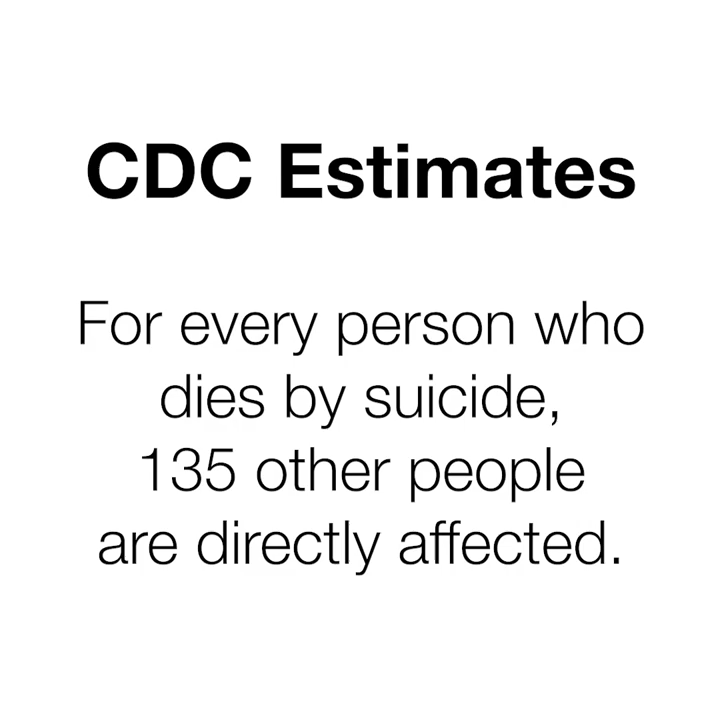 CDC Estimates
For every person who
dies by suicide,
135 other people
are directly affected.